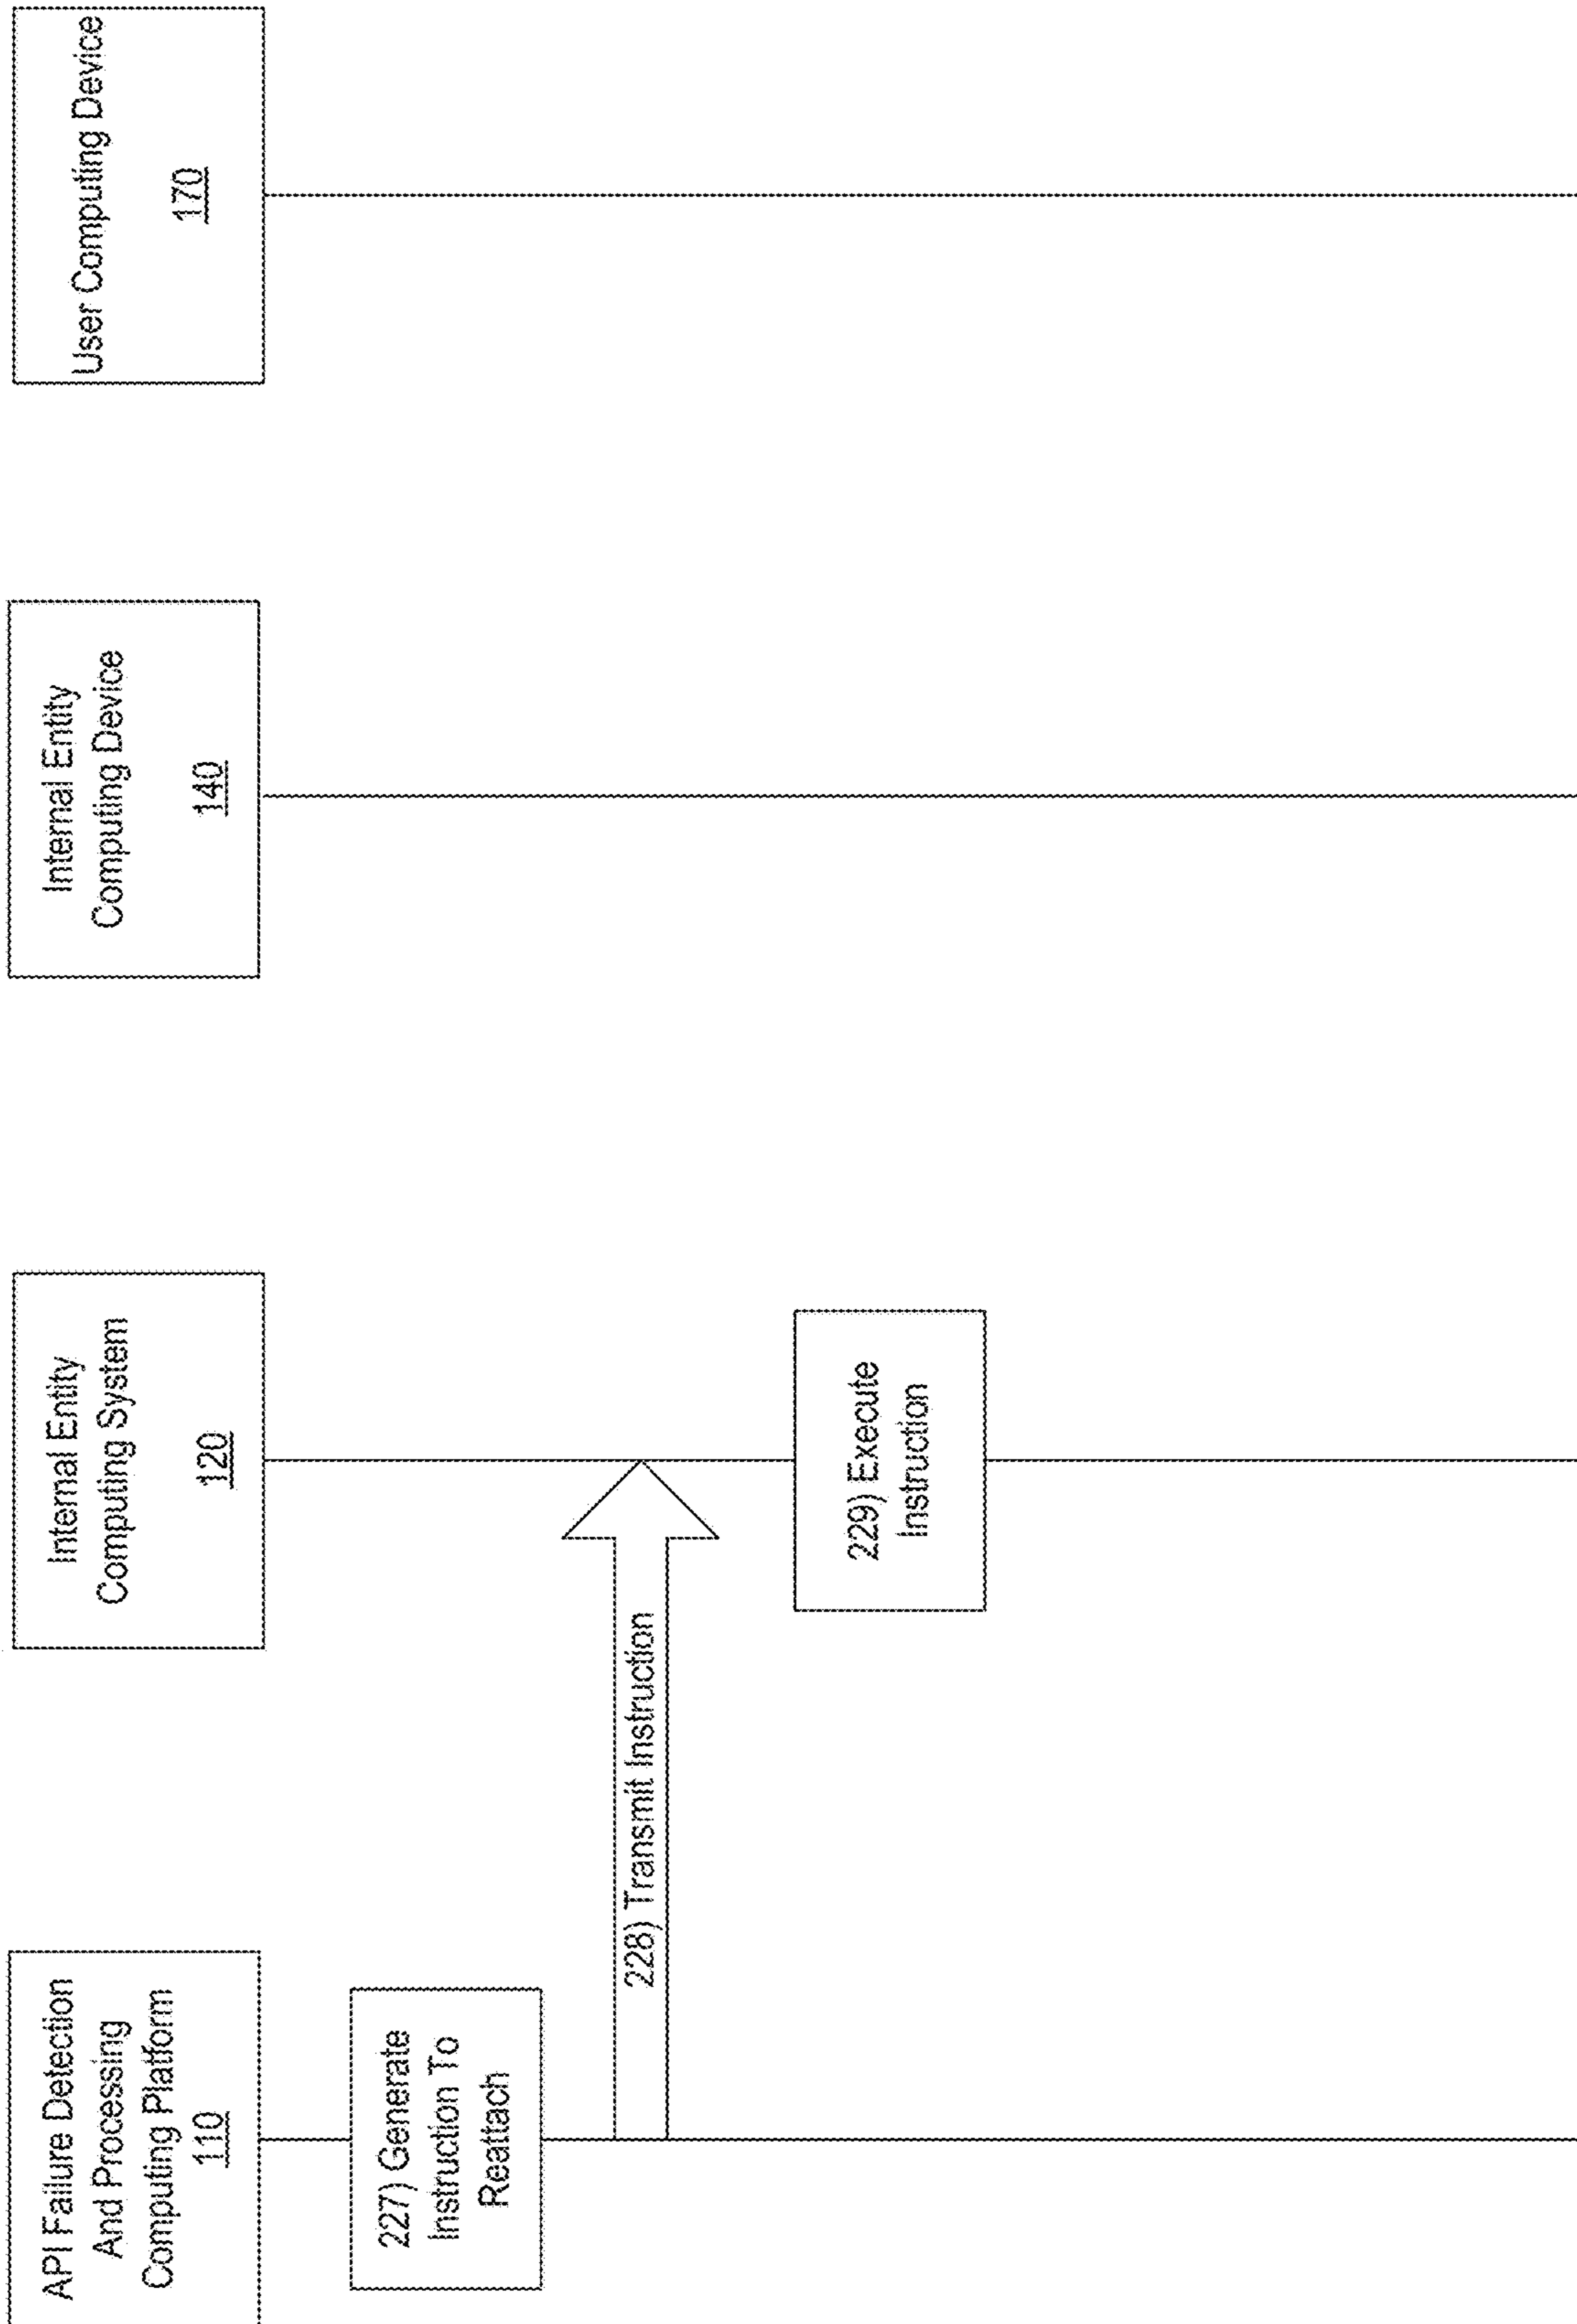 API Failure Detection
And Processing
Computing Platform
110
Internal Entity
Computing System
120
Internal Entity
Computing Device
140
User Computing Device
170
227) Generate
Instruction To
Reattach
228) Transmit Instruction
229) Execute
Instruction